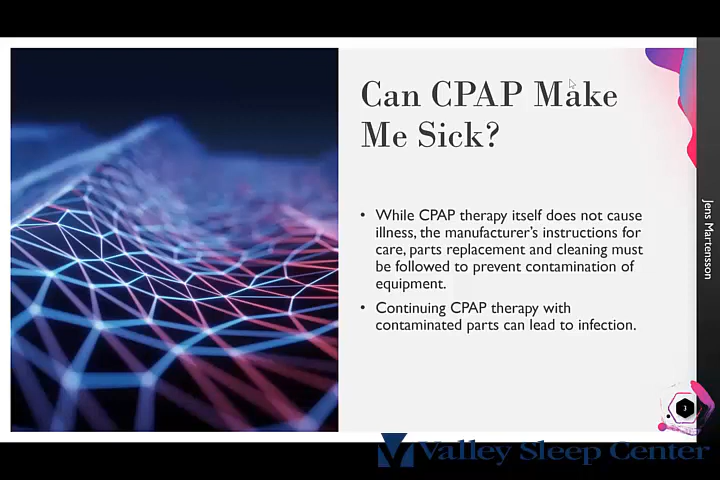 Can CPAP Make
Me Sick?
• While CPAP therapy itself does not cause
illness, the manufacturer's instructions for
care, parts replacement and cleaning must
be followed to prevent contamination of
equipment.
• Continuing CPAP therapy with
contaminated parts can lead to infection.
Jens Martensson
3
Valley Sleep Center